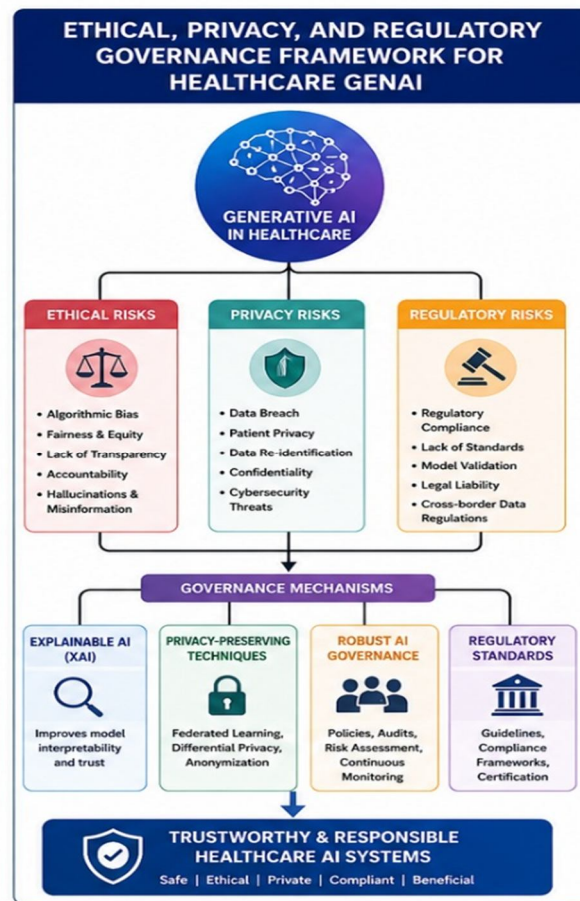 ETHICAL, PRIVACY, AND REGULATORY
GOVERNANCE FRAMEWORK FOR
HEALTHCARE GENAI
GENERATIVE AI
IN HEALTHCARE
ETHICAL RISKS
• Algorithmic Bias
• Fairness & Equity
• Lack of Transparency
• Accountability
• Hallucinations &
Misinformation
PRIVACY RISKS
• Data Breach
• Patient Privacy
• Data Re-identification
• Confidentiality
• Cybersecurity
Threats
REGULATORY RISKS
• Regulatory
Compliance
• Lack of Standards
• Model Validation
• Legal Liability
• Cross-border Data
Regulations
GOVERNANCE MECHANISMS
EXPLAINABLE AI
(XAI)
Improves model
interpretability
and trust
PRIVACY-PRESERVING
TECHNIQUES
Federated Learning,
Differential Privacy,
Anonymization
ROBUST AI
GOVERNANCE
Policies, Audits,
Risk Assessment,
Continuous
Monitoring
REGULATORY
STANDARDS
Guidelines,
Compliance
Frameworks,
Certification
TRUSTWORTHY & RESPONSIBLE
HEALTHCARE AI SYSTEMS
Safe | Ethical | Private | Compliant | Beneficial